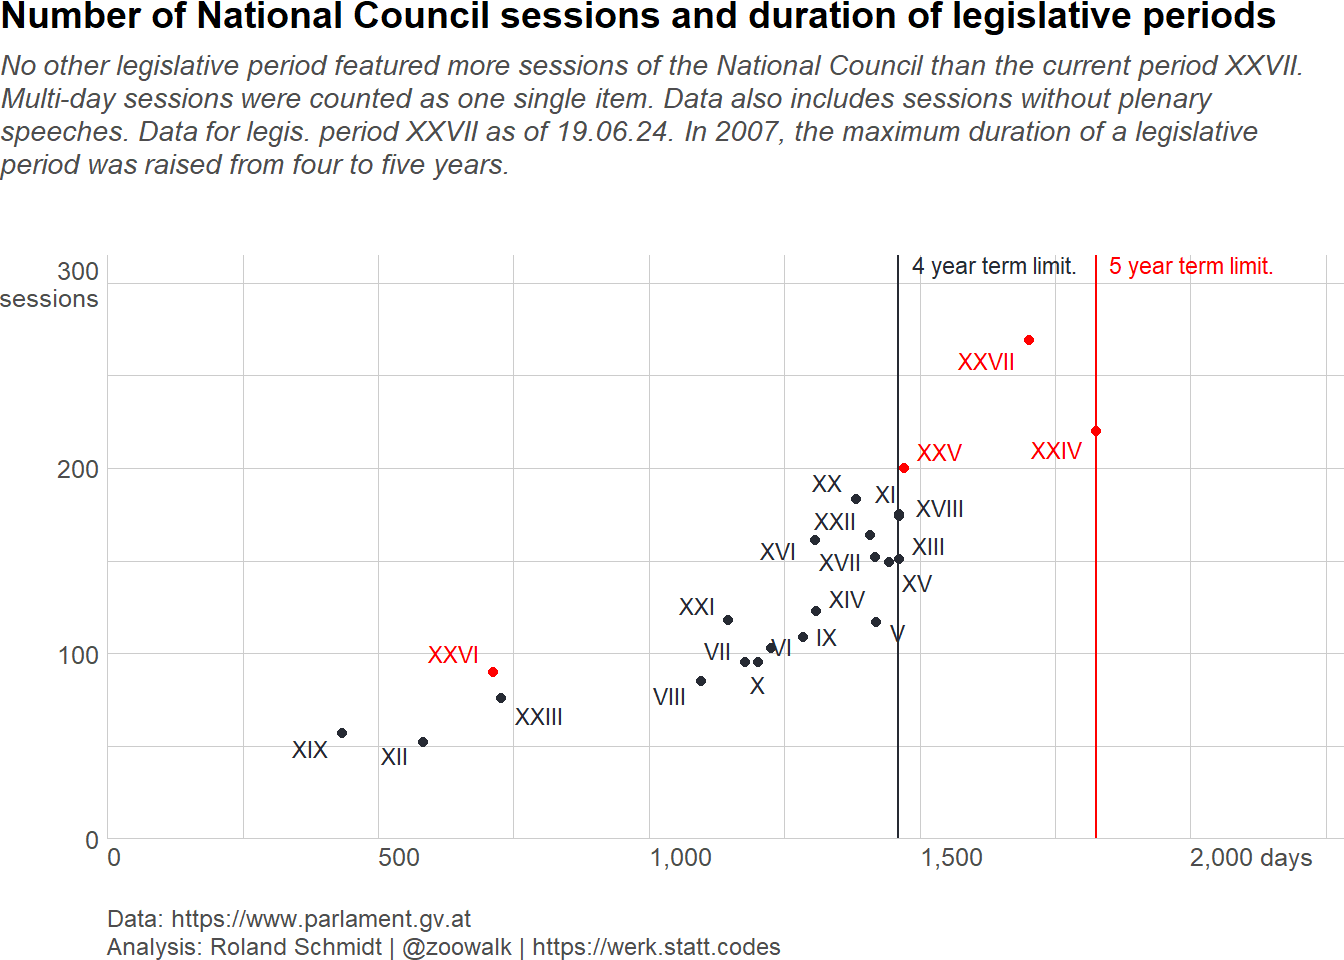 Number of National Council sessions and duration of legislative periods
No other legislative period featured more sessions of the National Council than the current period XXVII.
Multi-day sessions were counted as one single item. Data also includes sessions without plenary
speeches. Data for legis. period XXVII as of 19.06.24. In 2007, the maximum duration of a legislative
period was raised from four to five years.
4 year term limit.
5 year term limit.
300
sessions
XXVII
XXIV
XXV
200
XX
XI
XVIII
XXII
XIII
XVI
XVII
XV
XIV
XXI
V
IX
VI
VII
XXVI
100
X
VIII
XXIII
XIX
XII
0
0
500
1,000
1,500
2,000 days
Data: https://www.parlament.gv.at
Analysis: Roland Schmidt | @zoowalk | https://werk.statt.codes